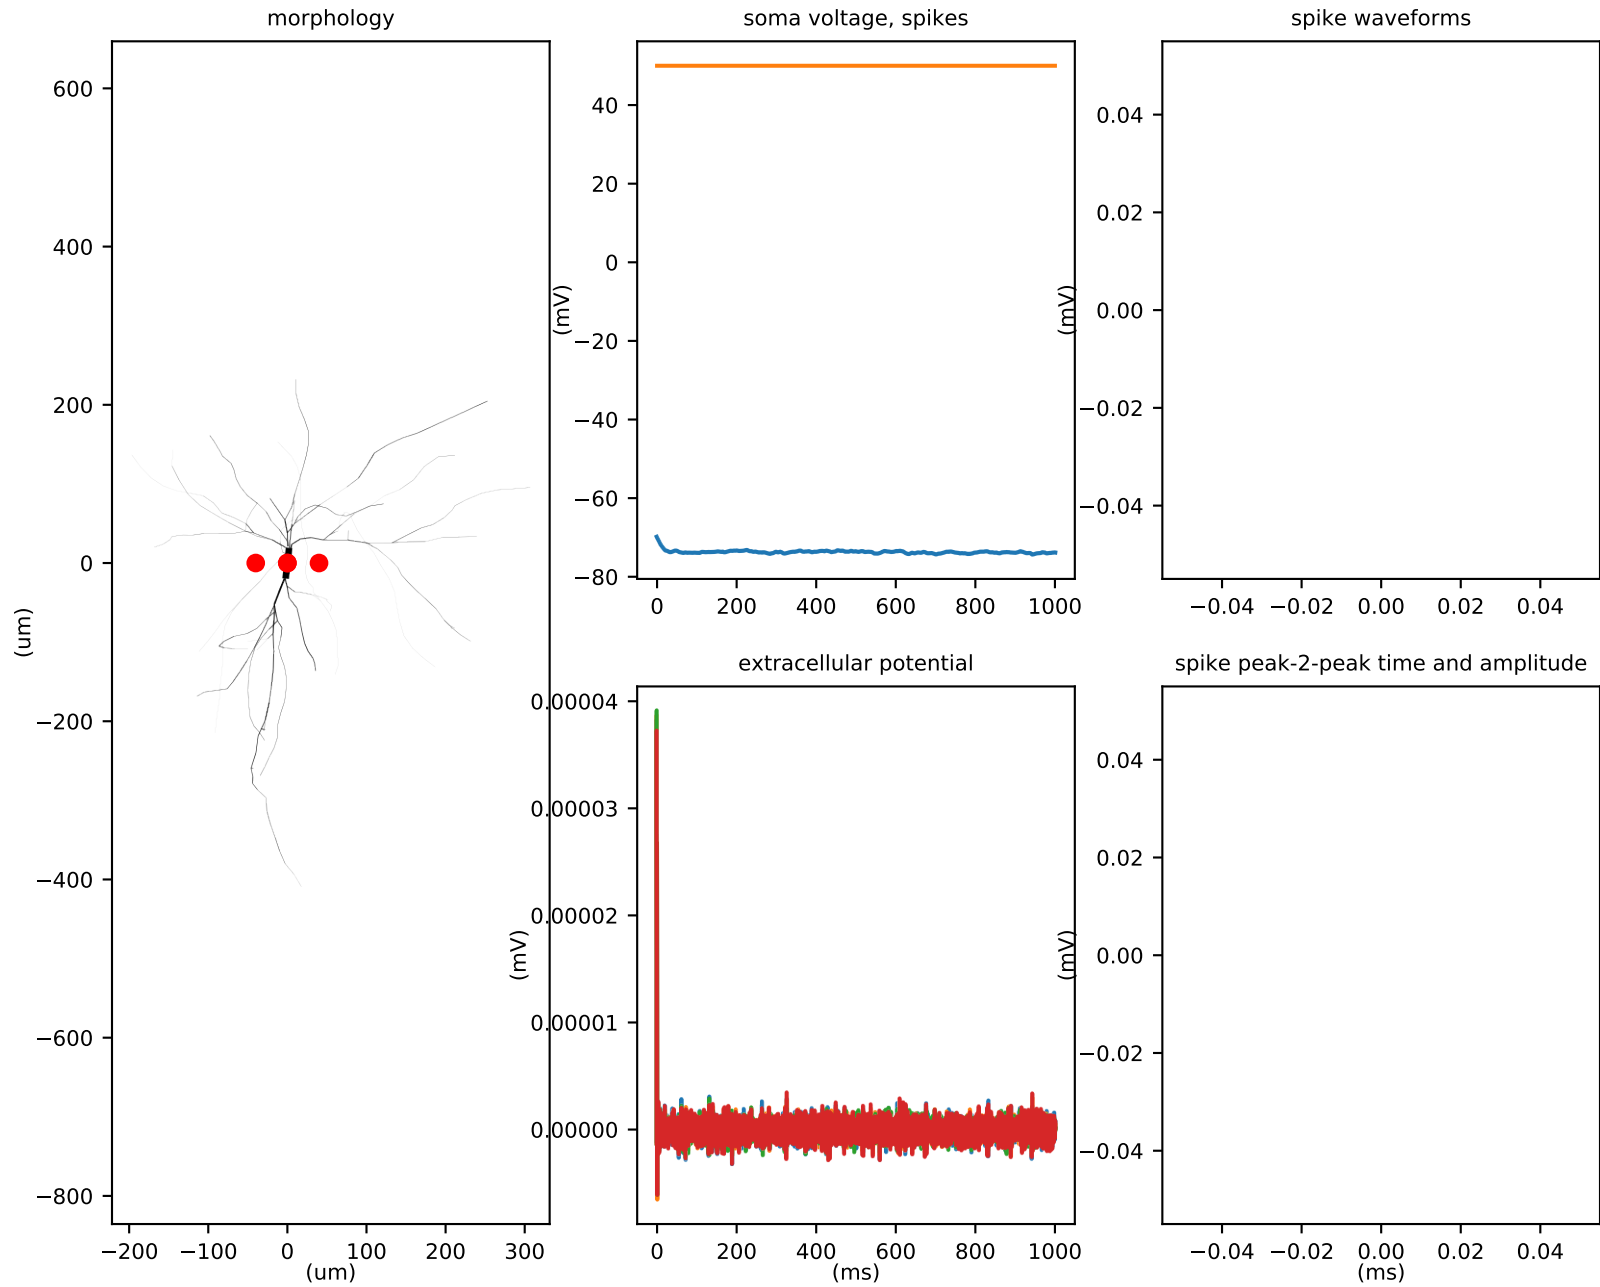 morphology
600
400
200
0
−200
−400
−600
−800
(um)
−200 −100 0 100 200 300
(um)
soma voltage, spikes
40
20
0
−20
−40
−60
−80
(mV)
0 200 400 600 800 1000
spike waveforms
0.04
0.02
0.00
−0.02
−0.04
(mV)
−0.04 −0.02 0.00 0.02 0.04
extracellular potential
0.00004
0.00003
0.00002
0.00001
0.00000
(mV)
0 200 400 600 800 1000
(ms)
spike peak-2-peak time and amplitude
0.04
0.02
0.00
−0.02
−0.04
(mV)
−0.04 −0.02 0.00 0.02 0.04
(ms)